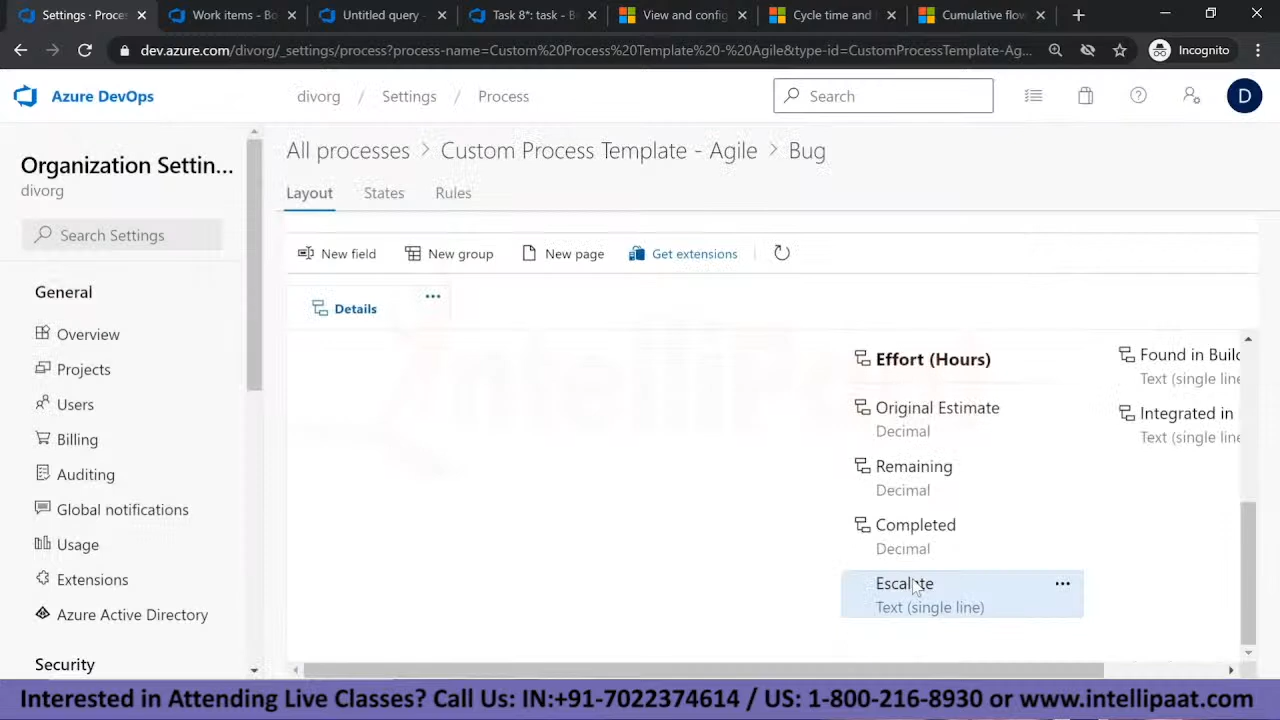 Settings · Proces
Work items - Bo
Untitled query -
Task 8*: task - B
View and config
Cycle time and
Cumulative flow
dev.azure.com/divorg/_settings/process?process-name=Custom%20Process%20Template%20-%20Agile&type-id=CustomProcessTemplate-Ag...
Incognito
Azure DevOps
divorg / Settings / Process
Search
D
Organization Settin...
divorg
Search Settings
General
Overview
Projects
Users
Billing
Auditing
Global notifications
Usage
Extensions
Azure Active Directory
Security
All processes > Custom Process Template - Agile > Bug
Layout States Rules
New field New group New page Get extensions
Details
IntelliPaat
Effort (Hours)
Original Estimate
Decimal
Remaining
Decimal
Completed
Decimal
Escalate
Text (single line)
Found in Build
Text (single line
Integrated in
Text (single line
Interested in Attending Live Classes? Call Us: IN:+91-7022374614 / US: 1-800-216-8930 or www.intellipaat.com